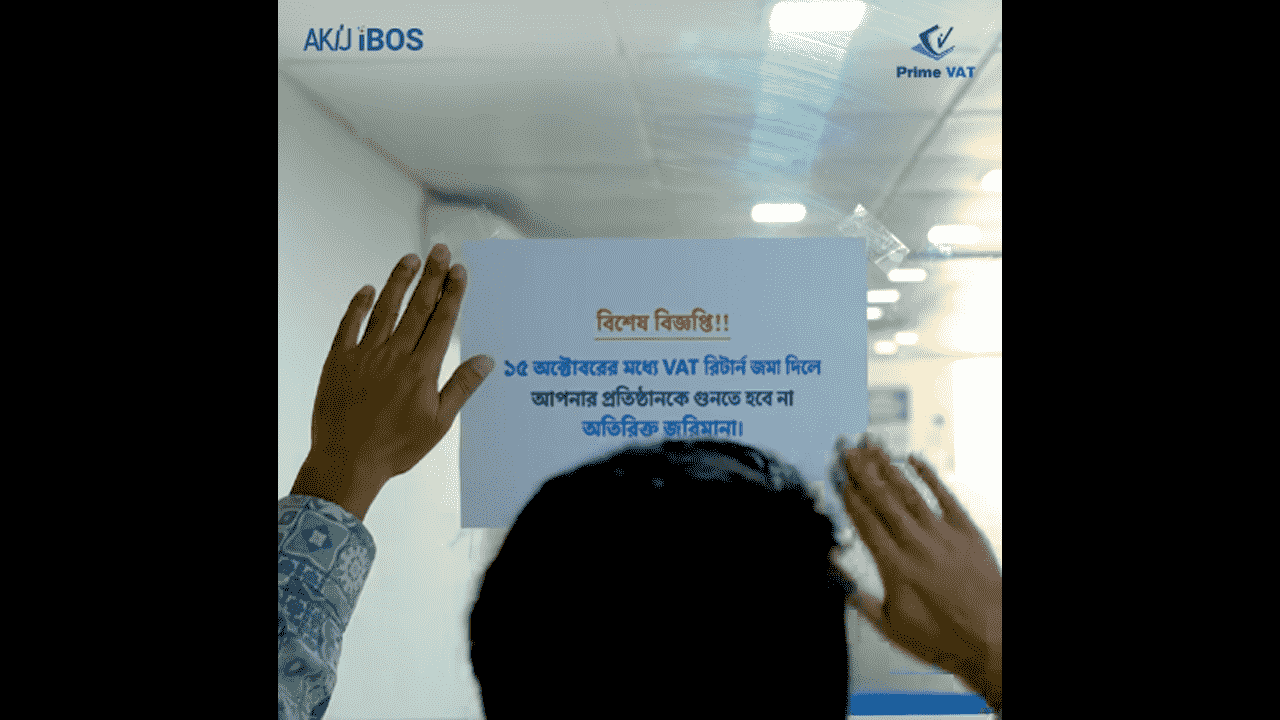 AKIJ iBOS
Prime VAT
বিশেষ বিজ্ঞপ্তি!!
১৫ অক্টোবরের মধ্যে VAT রিটার্ন জমা দিলে
আপনার প্রতিষ্ঠানকে গুনতে হবে না
অতিরিক্ত জরিমানা।